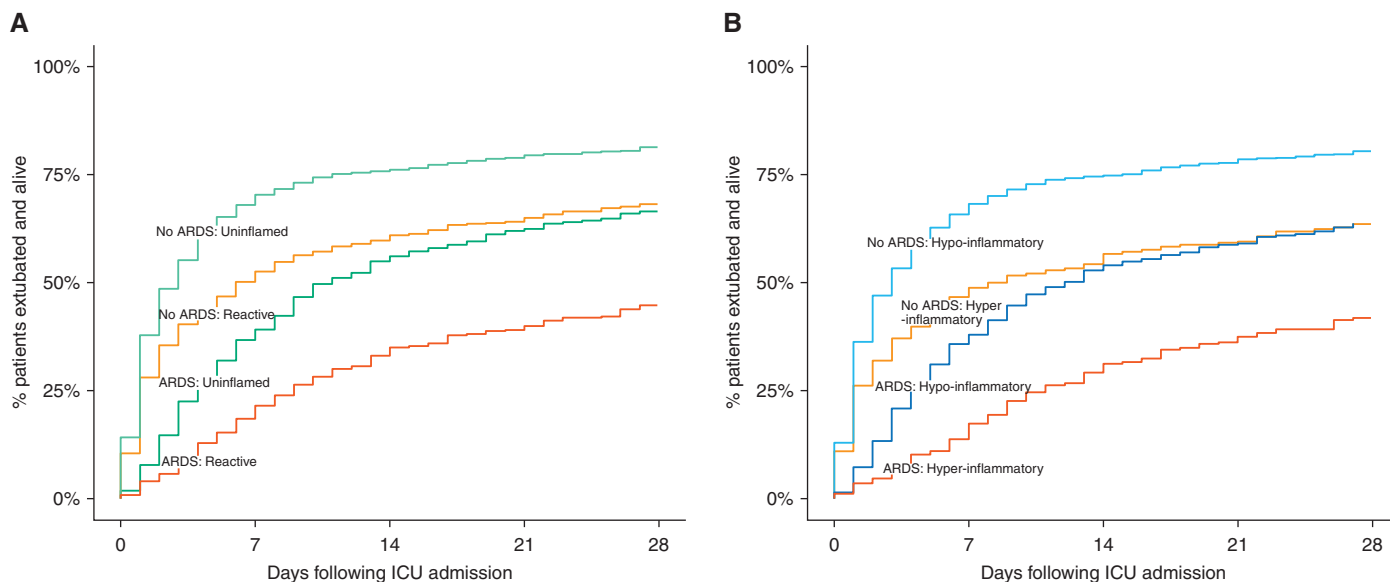 A
% patients extubated and alive
100%
75%
50%
25%
0%
No ARDS: Uninflamed
No ARDS: Reactive
ARDS: Uninflamed
ARDS: Reactive
0 7 14 21 28
Days following ICU admission
B
% patients extubated and alive
100%
75%
50%
25%
0%
No ARDS: Hypo-inflammatory
No ARDS: Hyper
-inflammatory
ARDS: Hypo-inflammatory
ARDS: Hyper-inflammatory
0 7 14 21 28
Days following ICU admission